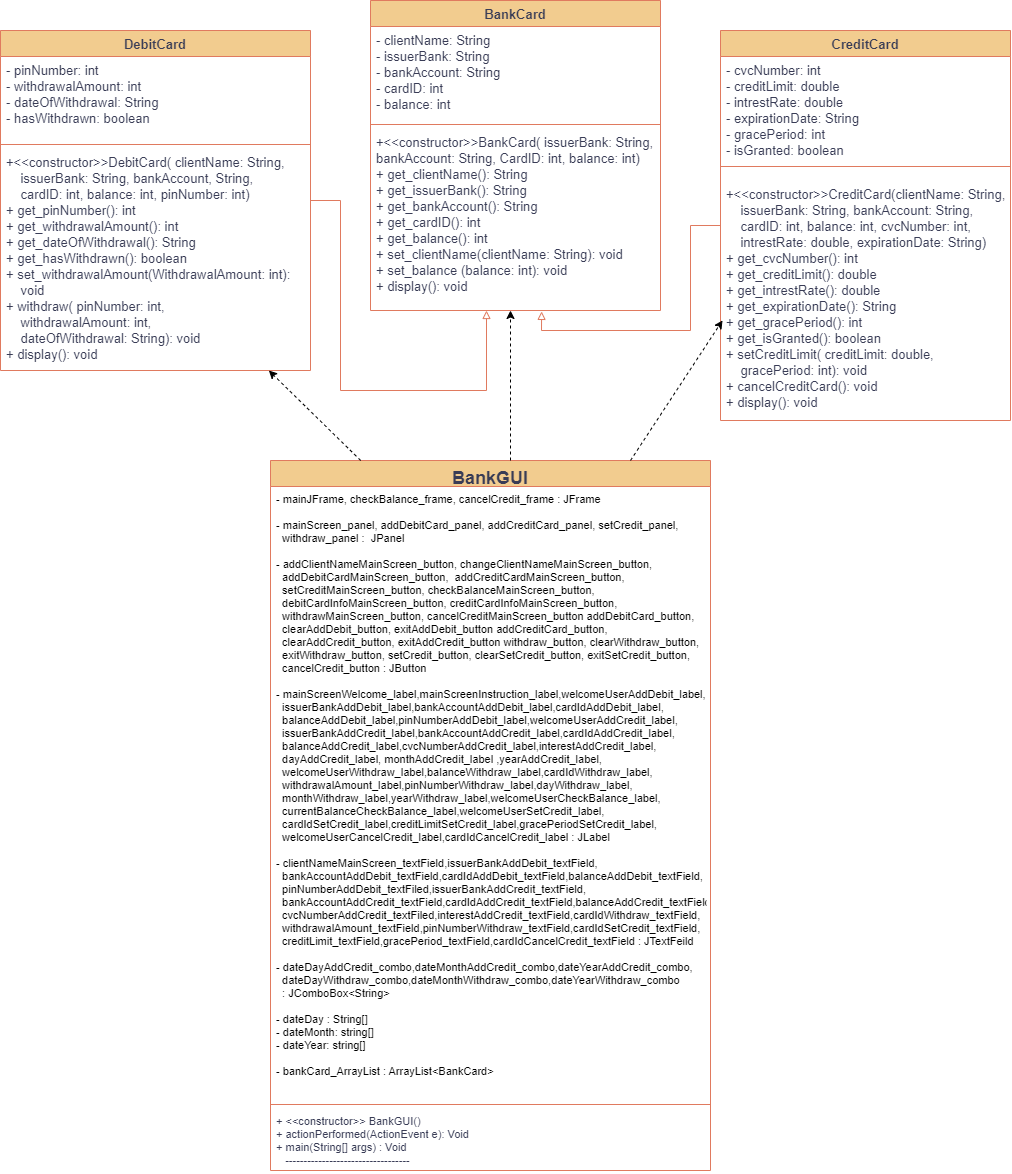 BankCard
- clientName: String
- issuerBank: String
- bankAccount: String
- cardID: int
- balance: int
+<<constructor>>BankCard( issuerBank: String,
bankAccount: String, CardID: int, balance: int)
+ get_clientName(): String
+ get_issuerBank(): String
+ get_bankAccount(): String
+ get_cardID(): int
+ get_balance(): int
+ set_clientName(clientName: String): void
+ set_balance (balance: int): void
+ display(): void
DebitCard
- pinNumber: int
- withdrawalAmount: int
- dateOfWithdrawal: String
- hasWithdrawn: boolean
+<<constructor>>DebitCard( clientName: String,
issuerBank: String, bankAccount, String,
cardID: int, balance: int, pinNumber: int)
+ get_pinNumber(): int
+ get_withdrawalAmount(): int
+ get_dateOfWithdrawal(): String
+ get_hasWithdrawn(): boolean
+ set_withdrawalAmount(WithdrawalAmount: int):
void
+ withdraw( pinNumber: int,
withdrawalAmount: int,
dateOfWithdrawal: String): void
+ display(): void
CreditCard
- cvcNumber: int
- creditLimit: double
- intrestRate: double
- expirationDate: String
- gracePeriod: int
- isGranted: boolean
+<<constructor>>CreditCard(clientName: String,
issuerBank: String, bankAccount: String,
cardID: int, balance: int, cvcNumber: int,
intrestRate: double, expirationDate: String)
+ get_cvcNumber(): int
+ get_creditLimit(): double
+ get_intrestRate(): double
+ get_expirationDate(): String
+ get_gracePeriod(): int
+ get_isGranted(): boolean
+ setCreditLimit( creditLimit: double,
gracePeriod: int): void
+ cancelCreditCard(): void
+ display(): void
BankGUI
- mainJFrame, checkBalance_frame, cancelCredit_frame : JFrame
- mainScreen_panel, addDebitCard_panel, addCreditCard_panel, setCredit_panel,
withdraw_panel : JPanel
- addClientNameMainScreen_button, changeClientNameMainScreen_button,
addDebitCardMainScreen_button, addCreditCardMainScreen_button,
setCreditMainScreen_button, checkBalanceMainScreen_button,
debitCardInfoMainScreen_button, creditCardInfoMainScreen_button,
withdrawMainScreen_button, cancelCreditMainScreen_button addDebitCard_button,
clearAddDebit_button, exitAddDebit_button addCreditCard_button,
clearAddCredit_button, exitAddCredit_button withdraw_button, clearWithdraw_button,
exitWithdraw_button, setCredit_button, clearSetCredit_button, exitSetCredit_button,
cancelCredit_button : JButton
- mainScreenWelcome_label,mainScreenInstruction_label,welcomeUserAddDebit_label,
issuerBankAddDebit_label,bankAccountAddDebit_label,cardIdAddDebit_label,
balanceAddDebit_label,pinNumberAddDebit_label,welcomeUserAddCredit_label,
issuerBankAddCredit_label,bankAccountAddCredit_label,cardIdAddCredit_label,
balanceAddCredit_label,cvcNumberAddCredit_label,interestAddCredit_label,
dayAddCredit_label, monthAddCredit_label ,yearAddCredit_label,
welcomeUserWithdraw_label,balanceWithdraw_label,cardIdWithdraw_label,
withdrawalAmount_label,pinNumberWithdraw_label,dayWithdraw_label,
monthWithdraw_label,yearWithdraw_label,welcomeUserCheckBalance_label,
currentBalanceCheckBalance_label,welcomeUserSetCredit_label,
cardIdSetCredit_label,creditLimitSetCredit_label,gracePeriodSetCredit_label,
welcomeUserCancelCredit_label,cardIdCancelCredit_label : JLabel
- clientNameMainScreen_textField,issuerBankAddDebit_textField,
bankAccountAddDebit_textField,cardIdAddDebit_textField,balanceAddDebit_textField,
pinNumberAddDebit_textFiled,issuerBankAddCredit_textField,
bankAccountAddCredit_textField,cardIdAddCredit_textField,balanceAddCredit_textField
cvcNumberAddCredit_textFiled,interestAddCredit_textField,cardIdWithdraw_textField,
withdrawalAmount_textField,pinNumberWithdraw_textField,cardIdSetCredit_textField,
creditLimit_textField,gracePeriod_textField,cardIdCancelCredit_textField : JTextFeild
- dateDayAddCredit_combo,dateMonthAddCredit_combo,dateYearAddCredit_combo,
dateDayWithdraw_combo,dateMonthWithdraw_combo,dateYearWithdraw_combo
: JComboBox<String>
- dateDay : String[]
- dateMonth: string[]
- dateYear: string[]
- bankCard_ArrayList : ArrayList<BankCard>
+ <<constructor>> BankGUI()
+ actionPerformed(ActionEvent e): Void
+ main(String[] args) : Void
----------------------------------